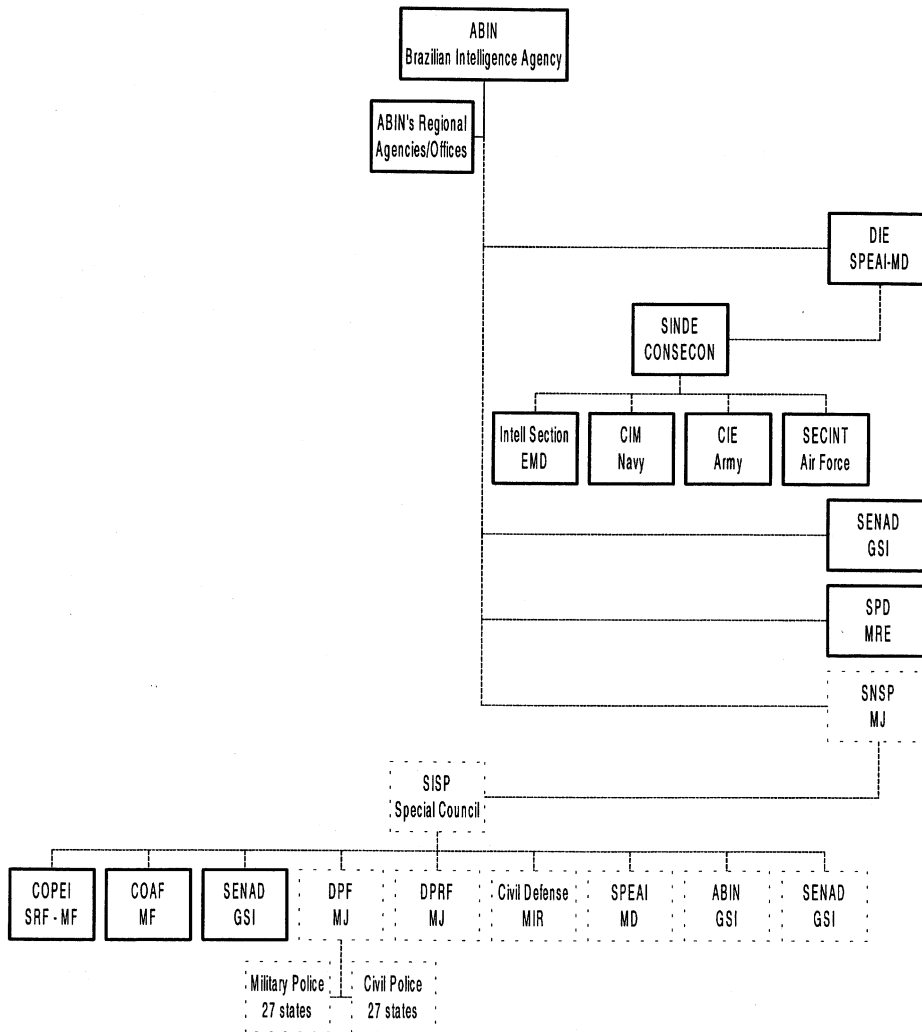 ABIN
Brazilian Intelligence Agency
ABIN's Regional
Agencies/Offices
DIE
SPEAI-MD
SINDE
CONSECON
Intell Section
EMD
CIM
Navy
CIE
Army
SECINT
Air Force
SENAD
GSI
SPD
MRE
SNSP
MJ
SISP
Special Council
COPEI
SRF - MF
COAF
MF
SENAD
GSI
DPF
MJ
DPRF
MJ
Civil Defense
MIR
SPEAI
MD
ABIN
GSI
SENAD
GSI
Military Police
27 states
Civil Police
27 states